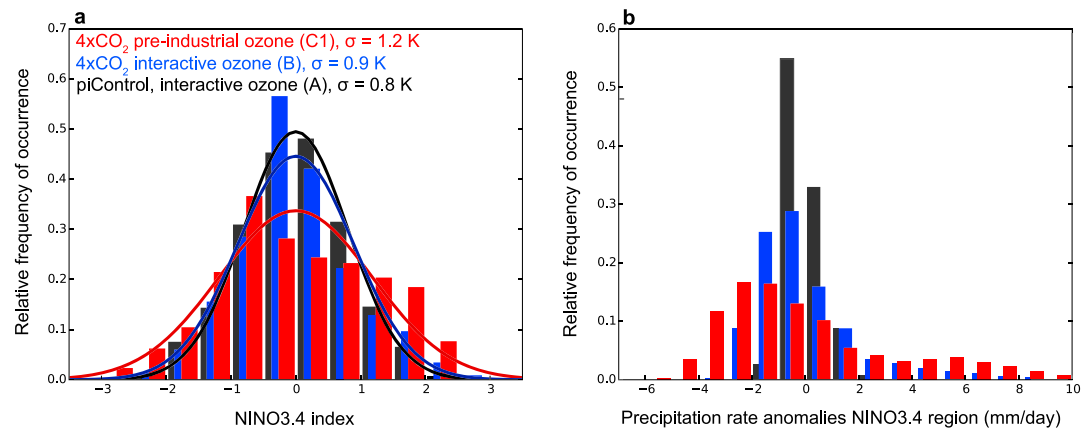 a
b
4xCO2 pre-industrial ozone (C1), σ = 1.2 K
4xCO2 interactive ozone (B), σ = 0.9 K
piControl, interactive ozone (A), σ = 0.8 K
Relative frequency of occurrence
0.7
0.6
0.5
0.4
0.3
0.2
0.1
0.0
−3 −2 −1 0 1 2 3
NINO3.4 index
Relative frequency of occurrence
0.6
0.5
0.4
0.3
0.2
0.1
0.0
−6 −4 −2 0 2 4 6 8 10
Precipitation rate anomalies NINO3.4 region (mm/day)